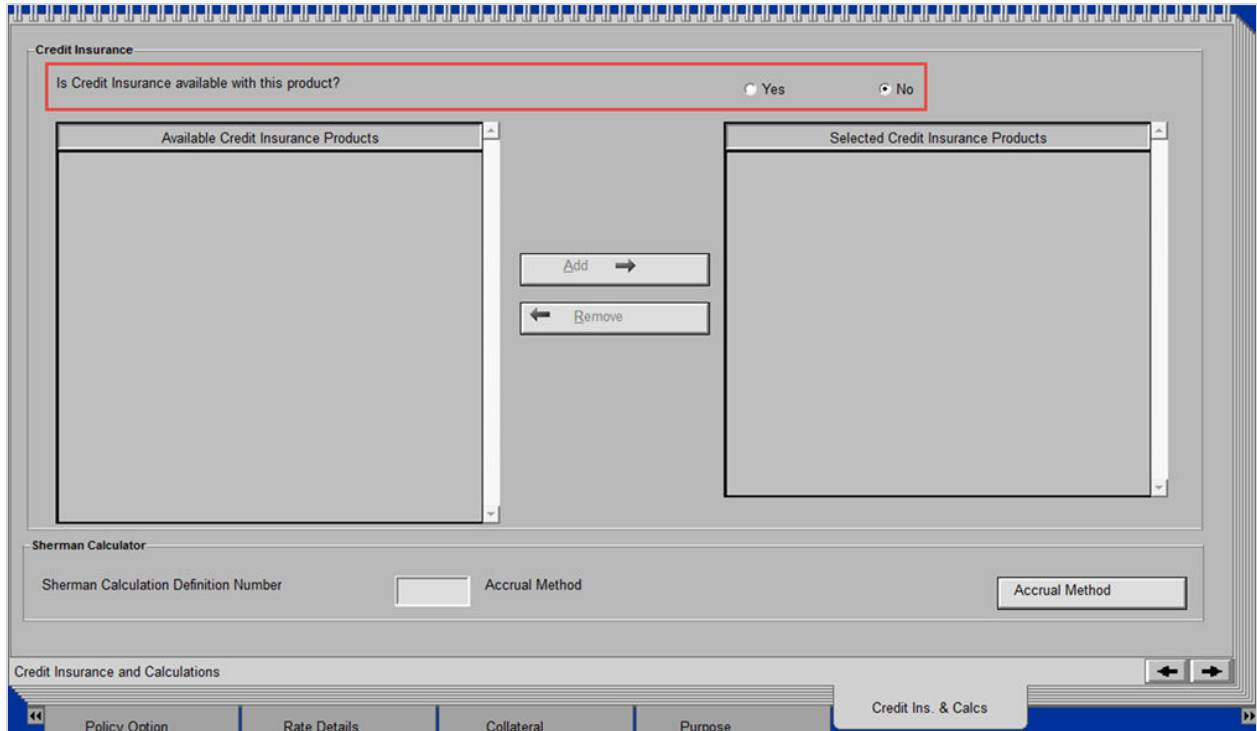 Credit Insurance
Is Credit Insurance available with this product?
Yes
No
Available Credit Insurance Products
Selected Credit Insurance Products
Add
Remove
Sherman Calculator
Sherman Calculation Definition Number
Accrual Method
Accrual Method
Credit Insurance and Calculations
Policy Option
Rate Details
Collateral
Purpose
Credit Ins. & Calcs